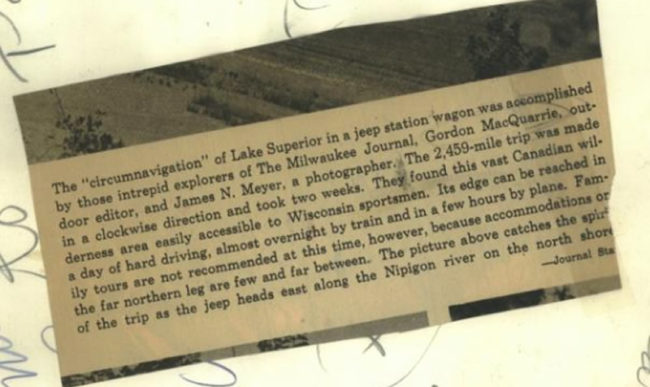 The "circumnavigation" of Lake Superior in a jeep station wagon was accomplished
by those intrepid explorers of The Milwaukee Journal, Gordon MacQuarrie, out-
door editor, and James N. Meyer, a photographer. The 2,459-mile trip was made
in a clockwise direction and took two weeks. They found this vast Canadian wil-
derness area easily accessible to Wisconsin sportsmen. Its edge can be reached in
a day of hard driving, almost overnight by train and in a few hours by plane. Fam-
ily tours are not recommended at this time, however, because accommodations on
the far northern leg are few and far between. The picture above catches the spir
of the trip as the jeep heads east along the Nipigon river on the north shore
—Journal Sta